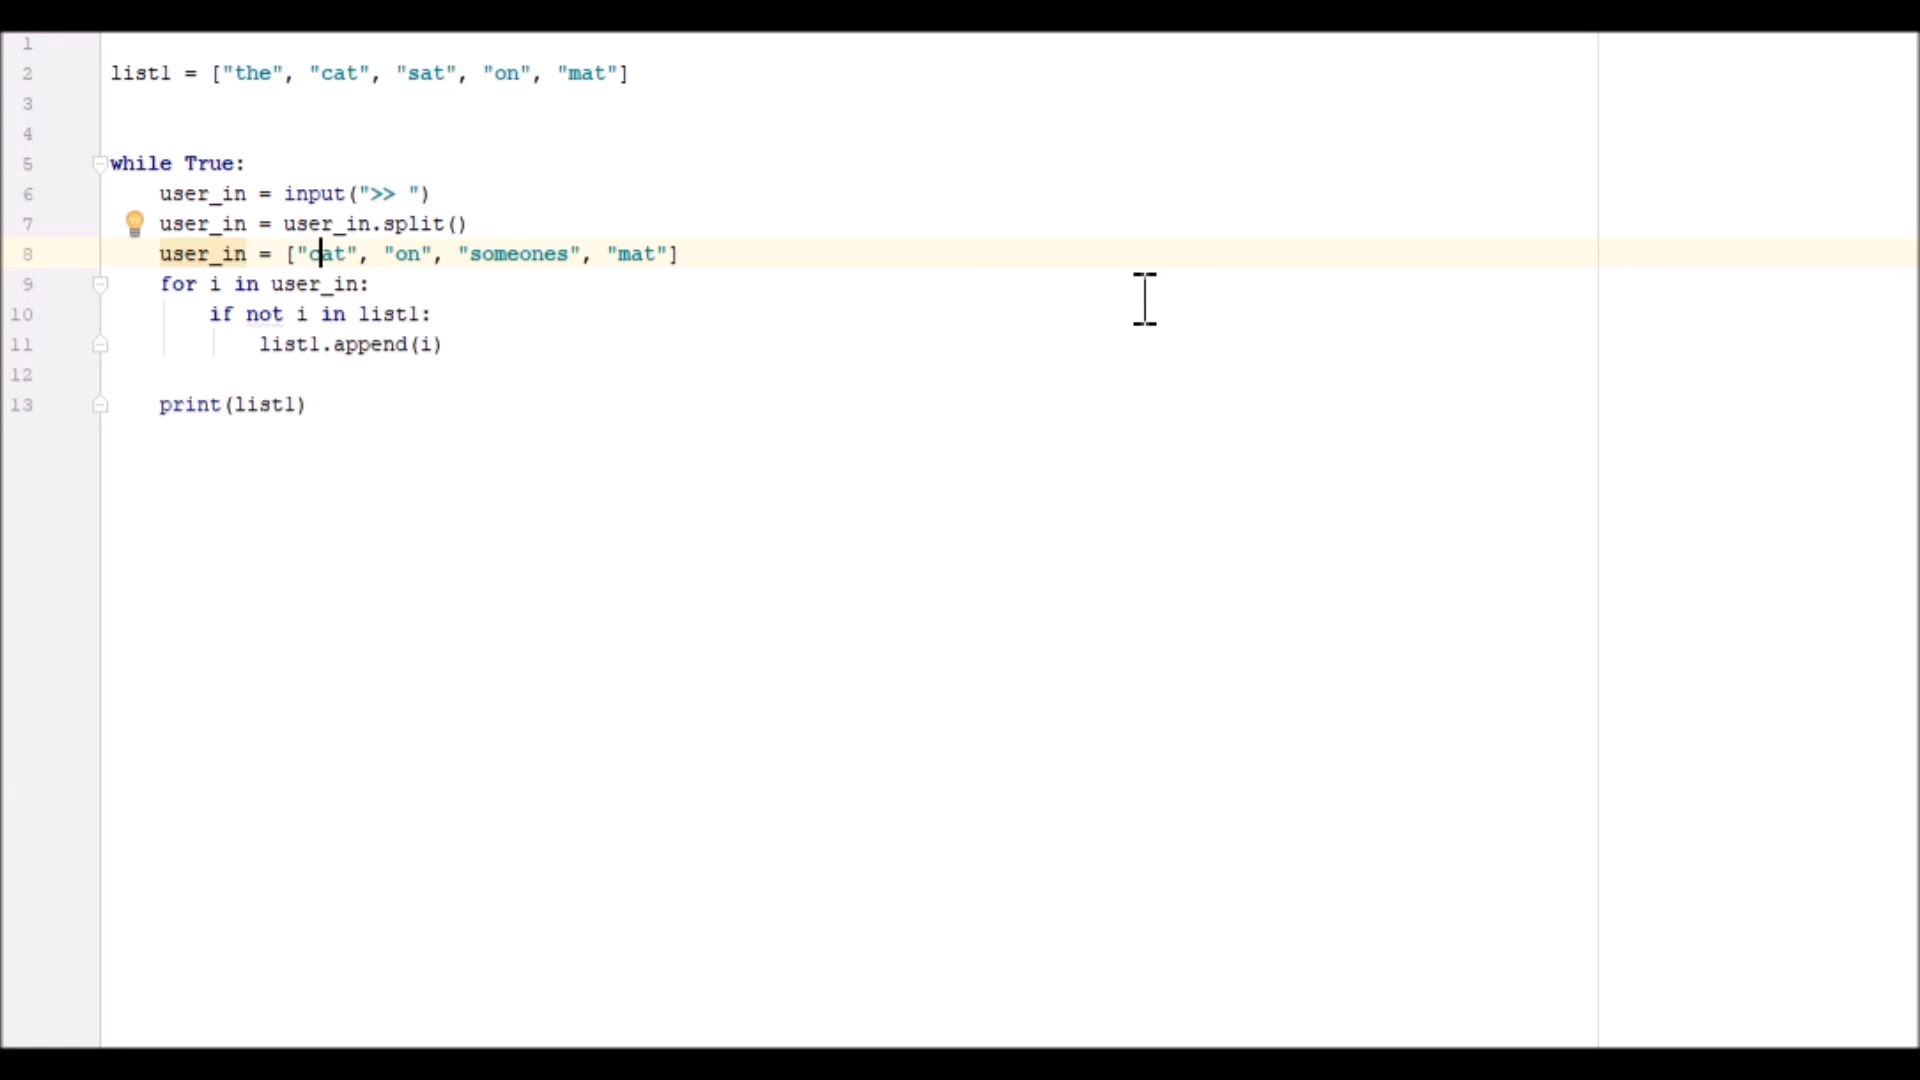 1
2 list1 = ["the", "cat", "sat", "on", "mat"]
3
4
5 while True:
6     user_in = input(">> ")
7     user_in = user_in.split()
8     user_in = ["cat", "on", "someones", "mat"]
9     for i in user_in:
10         if not i in list1:
11             list1.append(i)
12
13     print(list1)